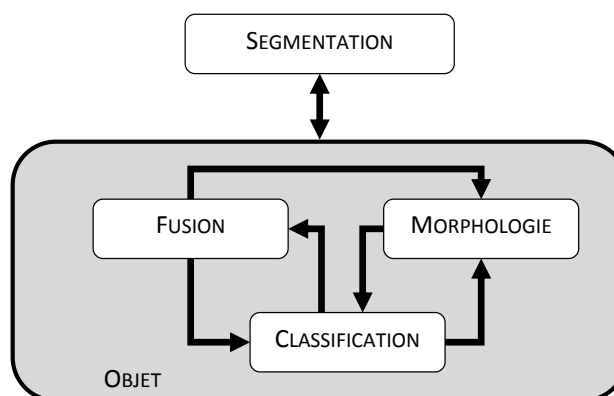 SEGMENTATION
FUSION
MORPHOLOGIE
CLASSIFICATION
OBJET